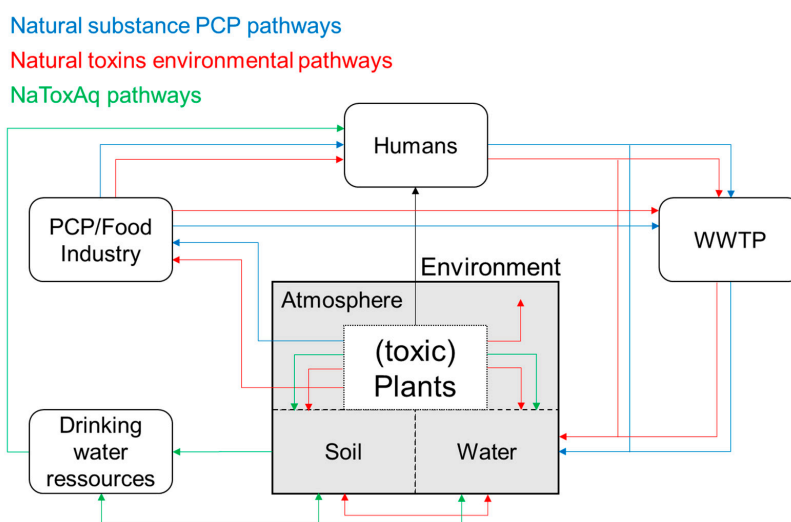 Natural substance PCP pathways
Natural toxins environmental pathways
NaToxAq pathways
Humans
PCP/Food
Industry
WWTP
Environment
Atmosphere
(toxic)
Plants
Drinking
water
ressources
Soil
Water